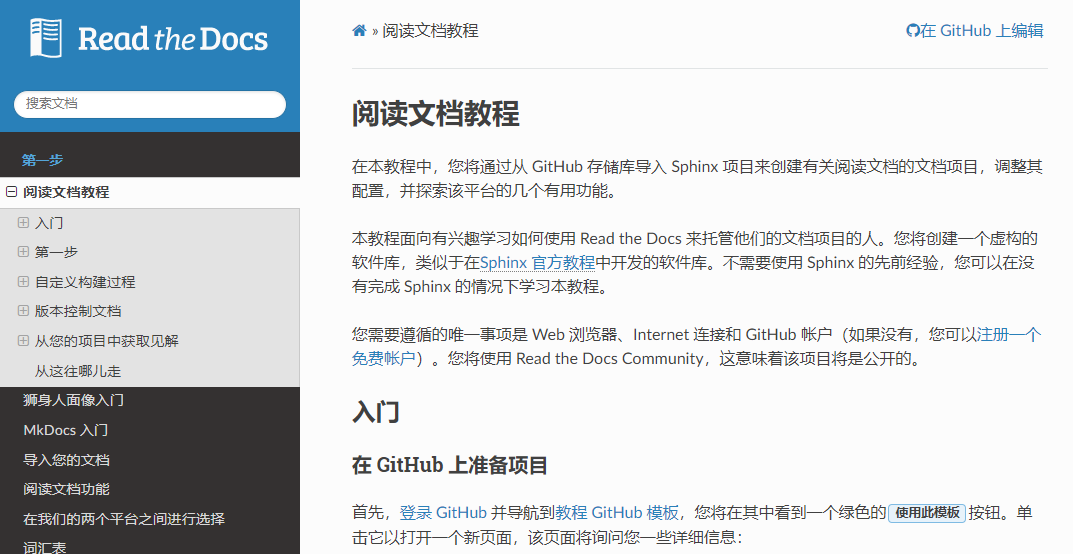 Read the Docs
搜索文档
第一步
阅读文档教程
入门
第一步
自定义构建过程
版本控制文档
从您的项目中获取见解
从这往哪儿走
狮身人面像入门
MkDocs 入门
导入您的文档
阅读文档功能
在我们的两个平台之间进行选择
词汇表
» 阅读文档教程
在 GitHub 上编辑
阅读文档教程
在本教程中，您将通过从 GitHub 存储库导入 Sphinx 项目来创建有关阅读文档的文档项目，调整其
配置，并探索该平台的几个有用功能。
本教程面向有兴趣学习如何使用 Read the Docs 来托管他们的文档项目的人。您将创建一个虚构的
软件库，类似于在Sphinx 官方教程中开发的软件库。不需要使用 Sphinx 的先前经验，您可以在没
有完成 Sphinx 的情况下学习本教程。
您需要遵循的唯一事项是 Web 浏览器、Internet 连接和 GitHub 帐户（如果没有，您可以注册一个
免费帐户）。您将使用 Read the Docs Community，这意味着该项目将是公开的。
入门
在 GitHub 上准备项目
首先，登录 GitHub 并导航到教程 GitHub 模板，您将在其中看到一个绿色的 使用此模板 按钮。单
击它以打开一个新页面，该页面将询问您一些详细信息：